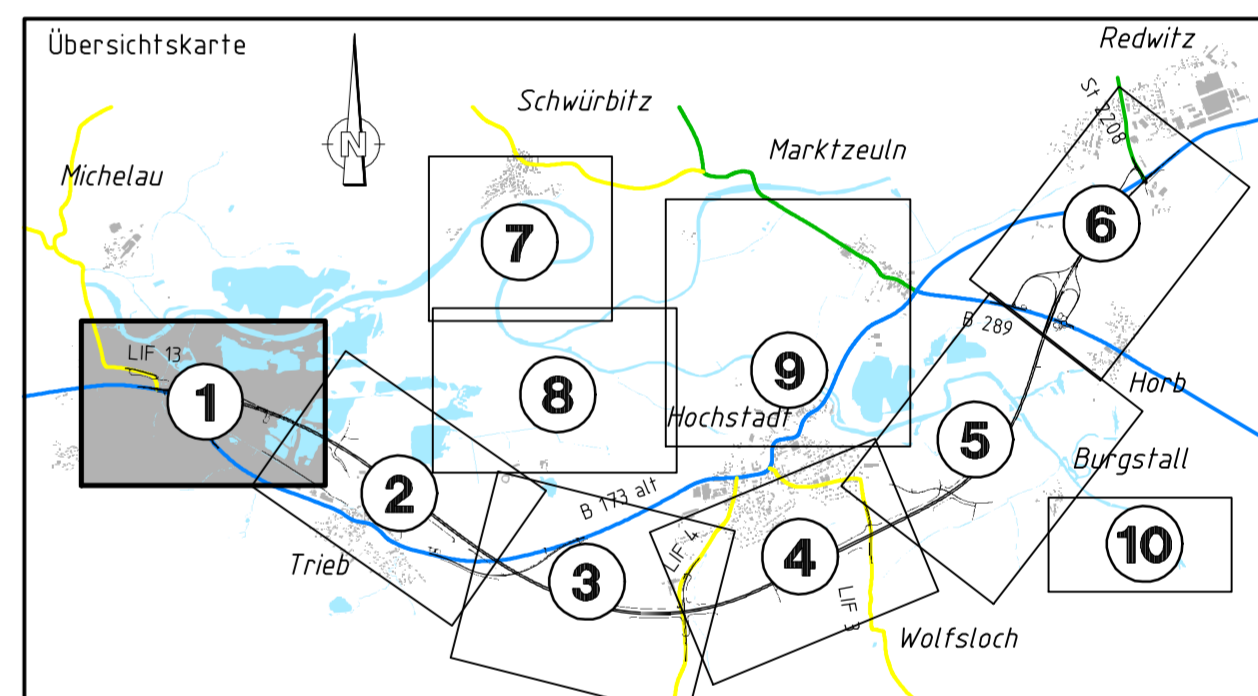 Übersichtskarte
Redwitz
Schwürbitz
St 2208
Marktzeuln
Michelau
N
6
7
B 289
LIF 13
9
Horb
1
8
Hochstadt
5
Burgstall
2
B 173 alt
10
Trieb
3
LIF 4
4
LIF 3
Wolfsloch